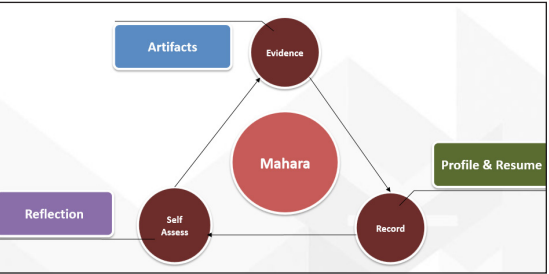 Artifacts
Evidence
Mahara
Profile & Resume
Reflection
Self
Assess
Record